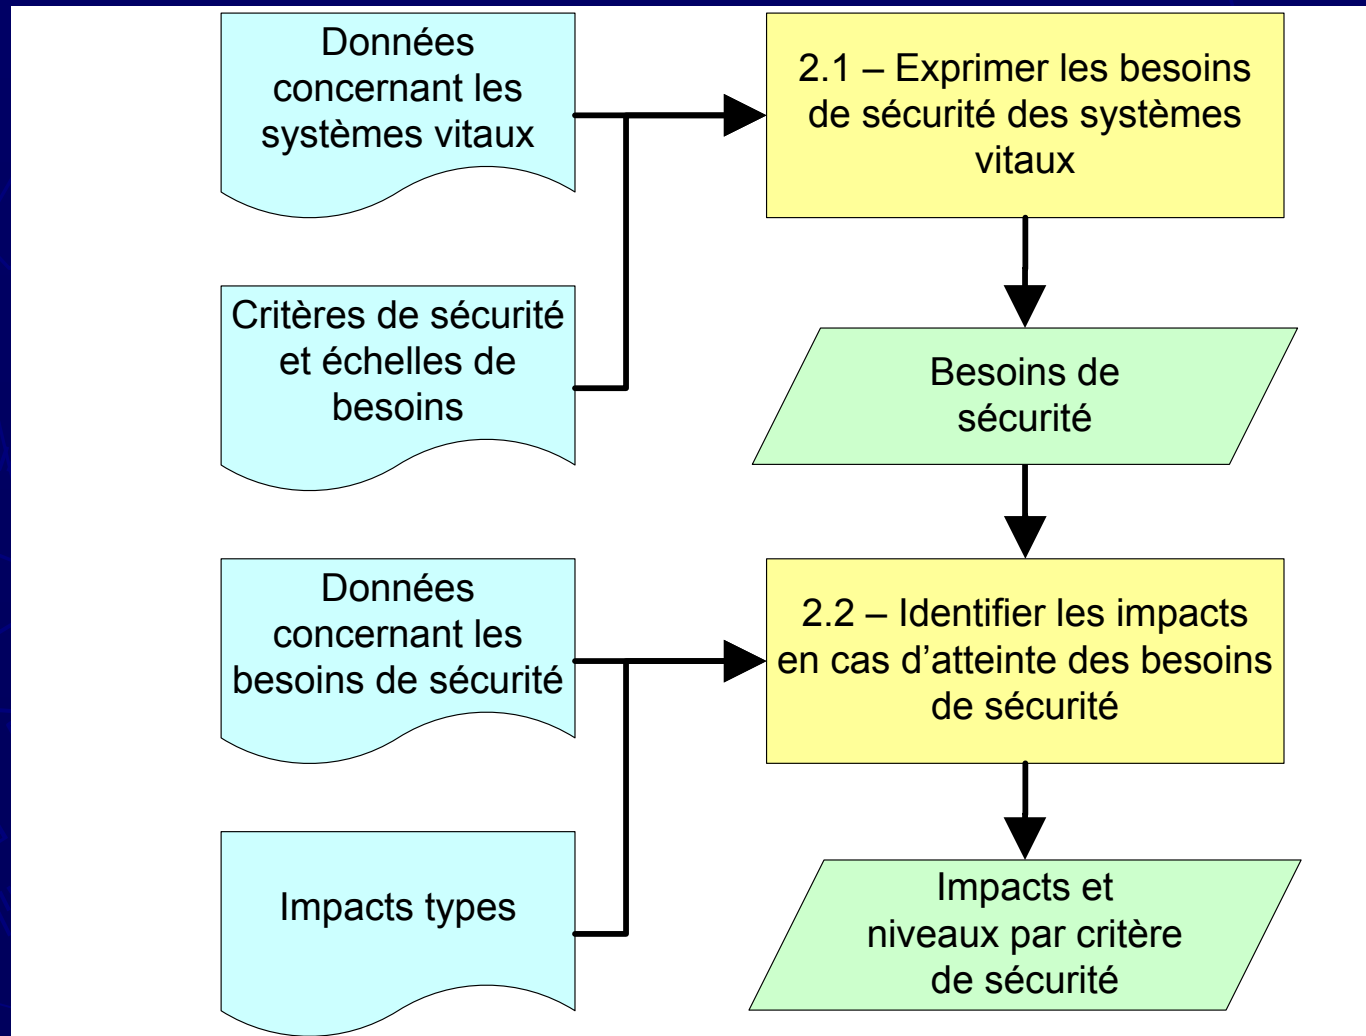 Données
concernant les
systèmes vitaux
2.1 – Exprimer les besoins
de sécurité des systèmes
vitaux
Critères de sécurité
et échelles de
besoins
Besoins de
sécurité
Données
concernant les
besoins de sécurité
2.2 – Identifier les impacts
en cas d’atteinte des besoins
de sécurité
Impacts types
Impacts et
niveaux par critère
de sécurité